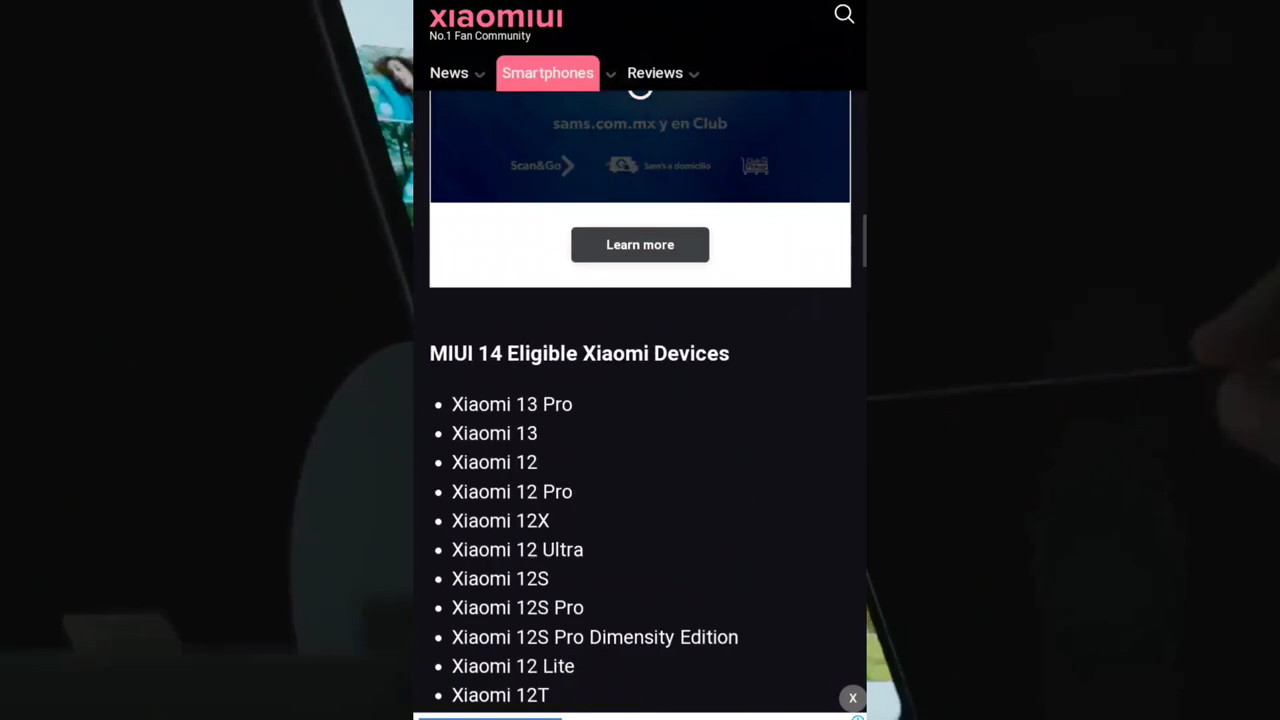 xiaomiui
No.1 Fan Community
News
Smartphones
Reviews
sams.com.mx y en Club
Scan&Go
Sam's a domicilio
Learn more
MIUI 14 Eligible Xiaomi Devices
• Xiaomi 13 Pro
• Xiaomi 13
• Xiaomi 12
• Xiaomi 12 Pro
• Xiaomi 12X
• Xiaomi 12 Ultra
• Xiaomi 12S
• Xiaomi 12S Pro
• Xiaomi 12S Pro Dimensity Edition
• Xiaomi 12 Lite
• Xiaomi 12T
X